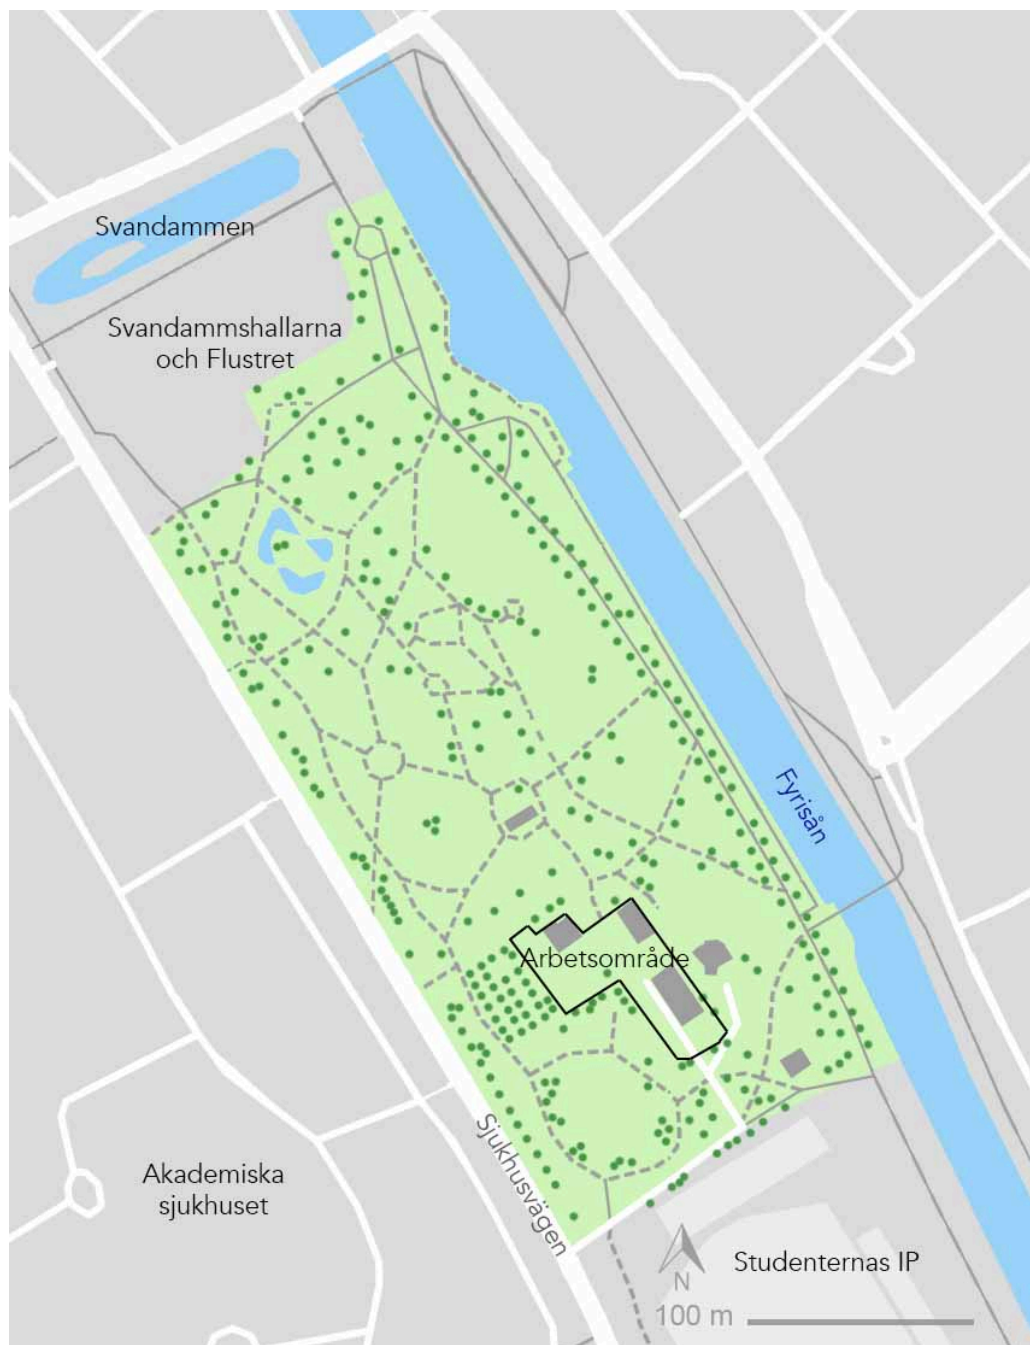 Svandammen
Svandammshallarna
och Flustret
Fyrisån
Arbetsområde
Sjukhusvägen
Akademiska
sjukhuset
Studenternas IP
N
100 m